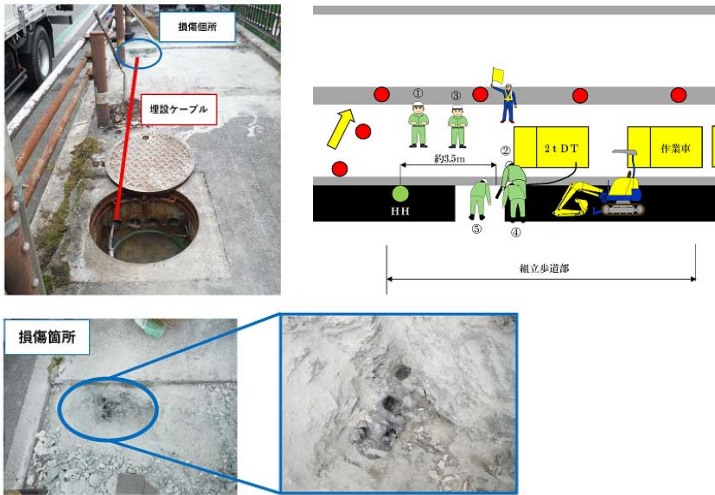 損傷個所
埋設ケーブル
①
③
②
2tDT
作業車
約3.5m
HH
⑤
④
組立歩道部
損傷箇所